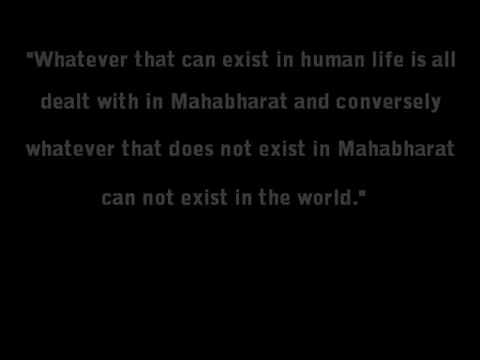 "Whatever that can exist in human life is all
dealt with in Mahabharat and conversely
whatever that does not exist in Mahabharat
can not exist in the world."